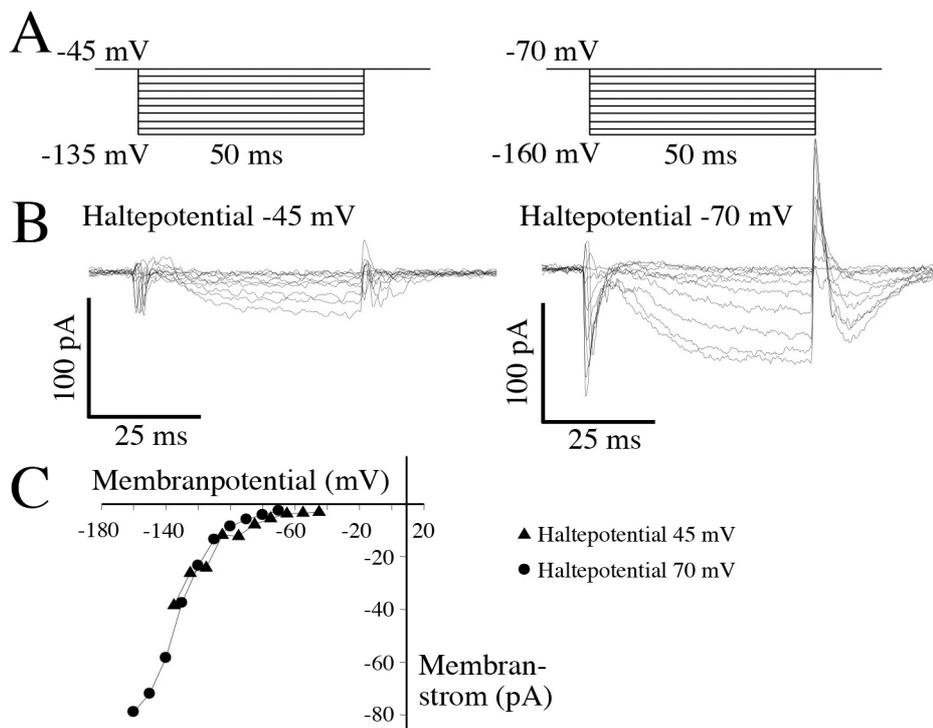 A
-45 mV
-135 mV
50 ms
-70 mV
-160 mV
50 ms
B
Haltepotential -45 mV
100 pA
25 ms
Haltepotential -70 mV
100 pA
25 ms
C
Membranpotential (mV)
-180
-140
-60
-20
20
-20
-40
-60
-80
Membran-
strom (pA)
Haltepotential 45 mV
Haltepotential 70 mV